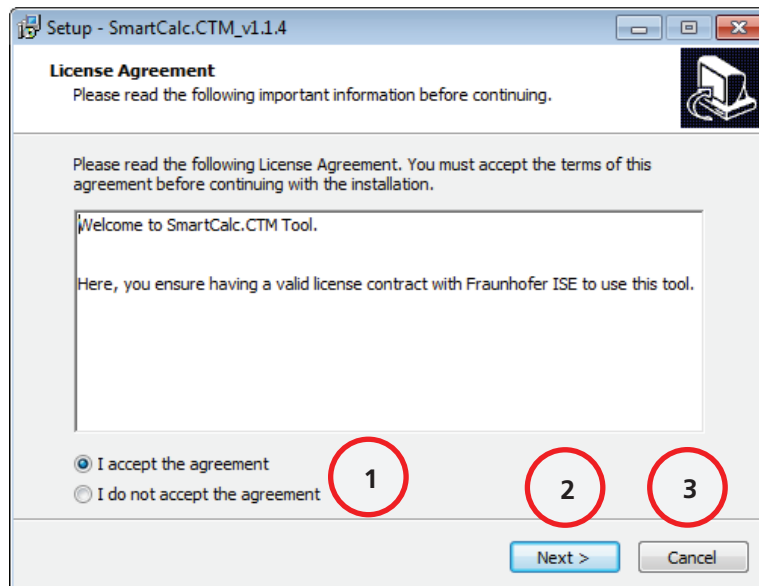 Setup - SmartCalc.CTM_v1.1.4
License Agreement
Please read the following important information before continuing.
Please read the following License Agreement. You must accept the terms of this
agreement before continuing with the installation.
Welcome to SmartCalc.CTM Tool.
Here, you ensure having a valid license contract with Fraunhofer ISE to use this tool.
I accept the agreement
I do not accept the agreement
1
2
3
Next >
Cancel